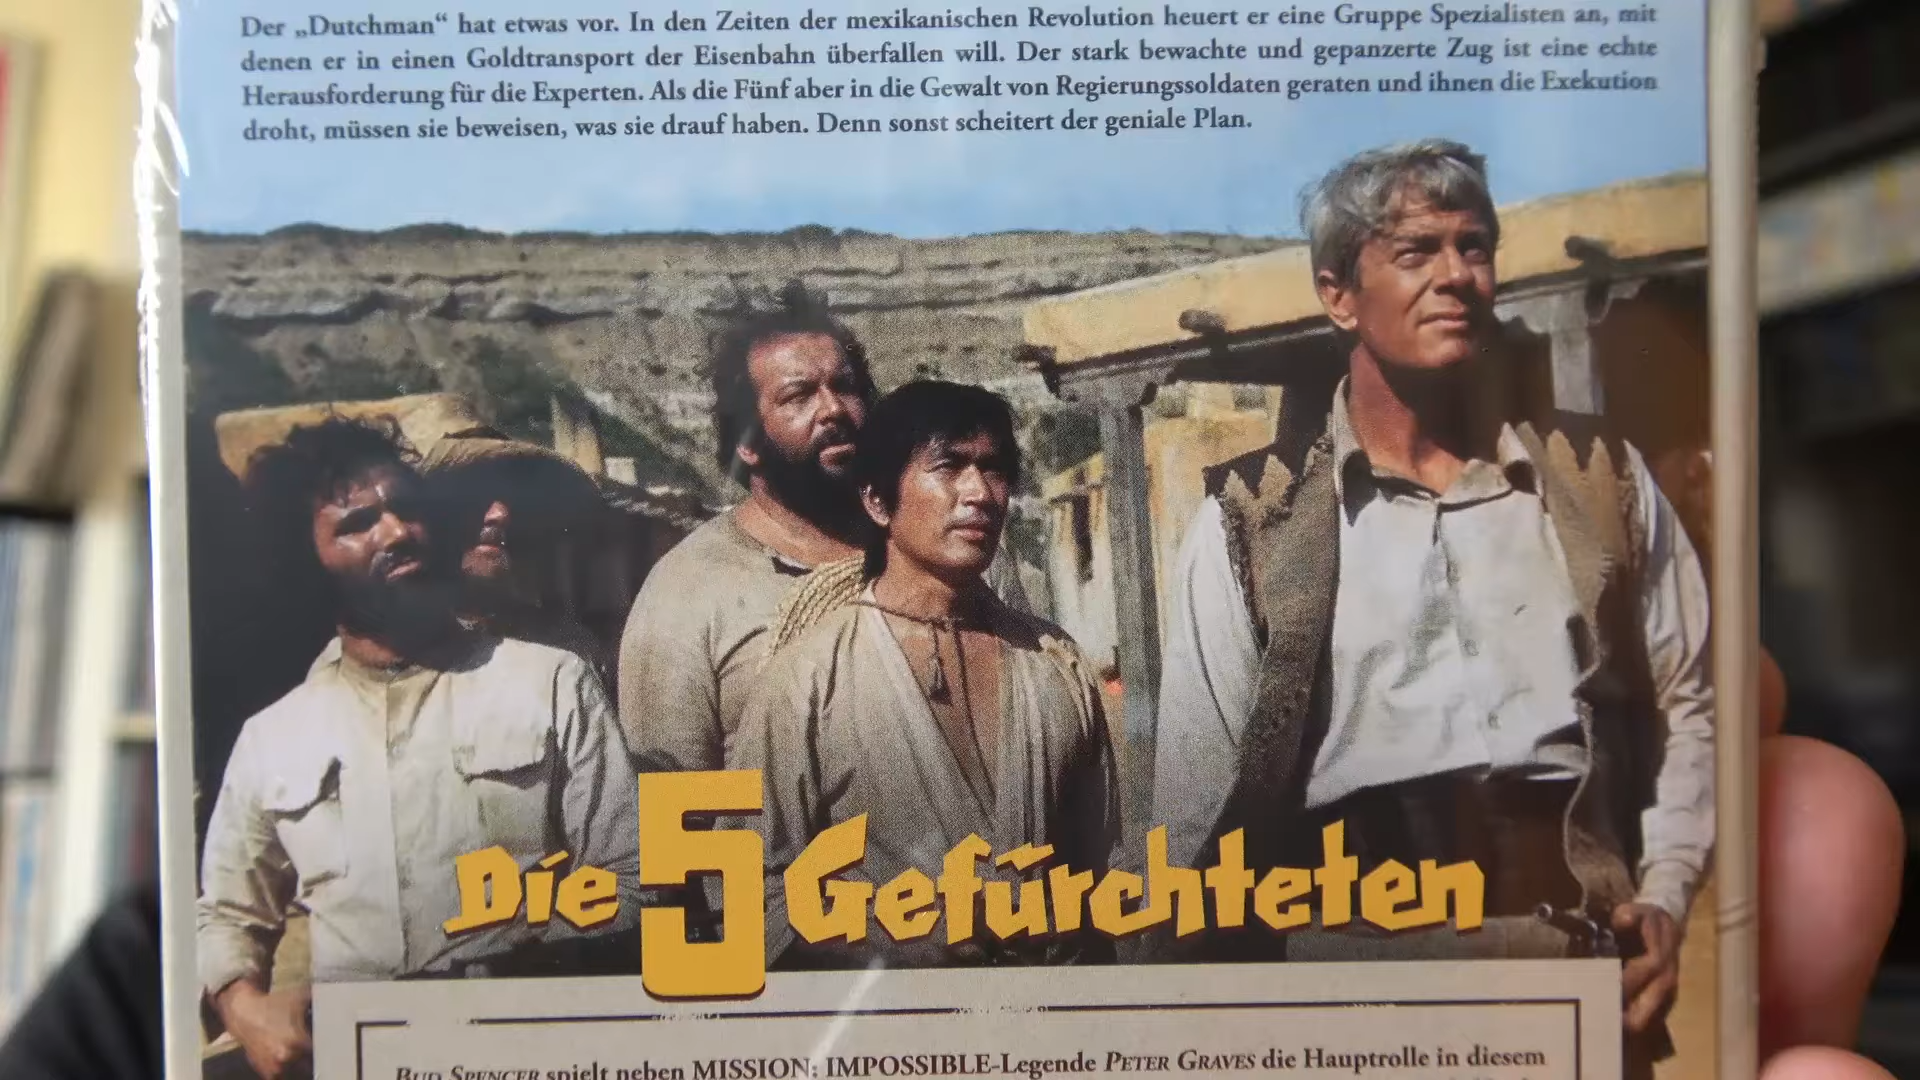 Der „Dutchman“ hat etwas vor. In den Zeiten der mexikanischen Revolution heuert er eine Gruppe Spezialisten an, mit
denen er in einen Goldtransport der Eisenbahn überfallen will. Der stark bewachte und gepanzerte Zug ist eine echte
Herausforderung für die Experten. Als die Fünf aber in die Gewalt von Regierungssoldaten geraten und ihnen die Exekution
droht, müssen sie beweisen, was sie drauf haben. Denn sonst scheitert der geniale Plan.
Die 5 Gefürchteten
BUD SPENCER spielt neben MISSION: IMPOSSIBLE-Legende PETER GRAVES die Hauptrolle in diesem